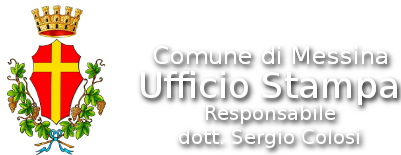 Comune di Messina
Ufficio Stampa
Responsabile
dott. Sergio Colosi